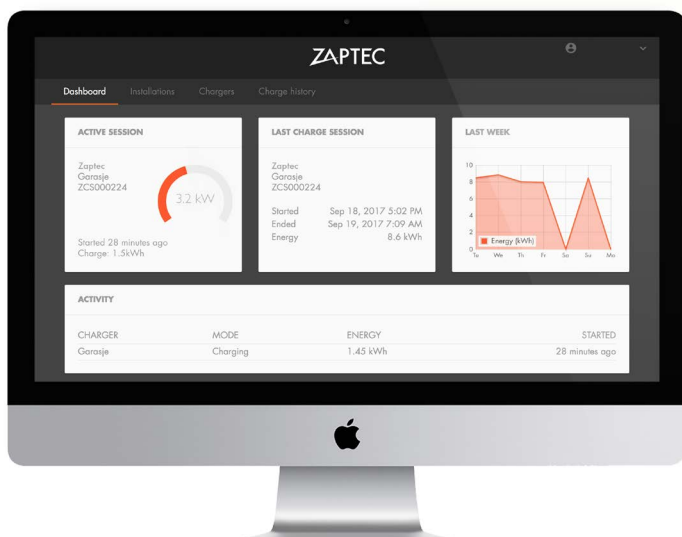 ZAPTEC
Dashboard Installations Chargers Charge history
ACTIVE SESSION
Zaptec
Garasje
ZCS000224
3.2 kW
Started 28 minutes ago
Charge: 1.5kWh
LAST CHARGE SESSION
Zaptec
Garasje
ZCS000224
Started Sep 18, 2017 5:02 PM
Ended Sep 19, 2017 7:09 AM
Energy 8.6 kWh
LAST WEEK
10
8
6
4
2
0
Energy (kWh)
Tu We Th Fr Sa Su Mo
ACTIVITY
CHARGER MODE ENERGY STARTED
Garasje Charging 1.45 kWh 28 minutes ago